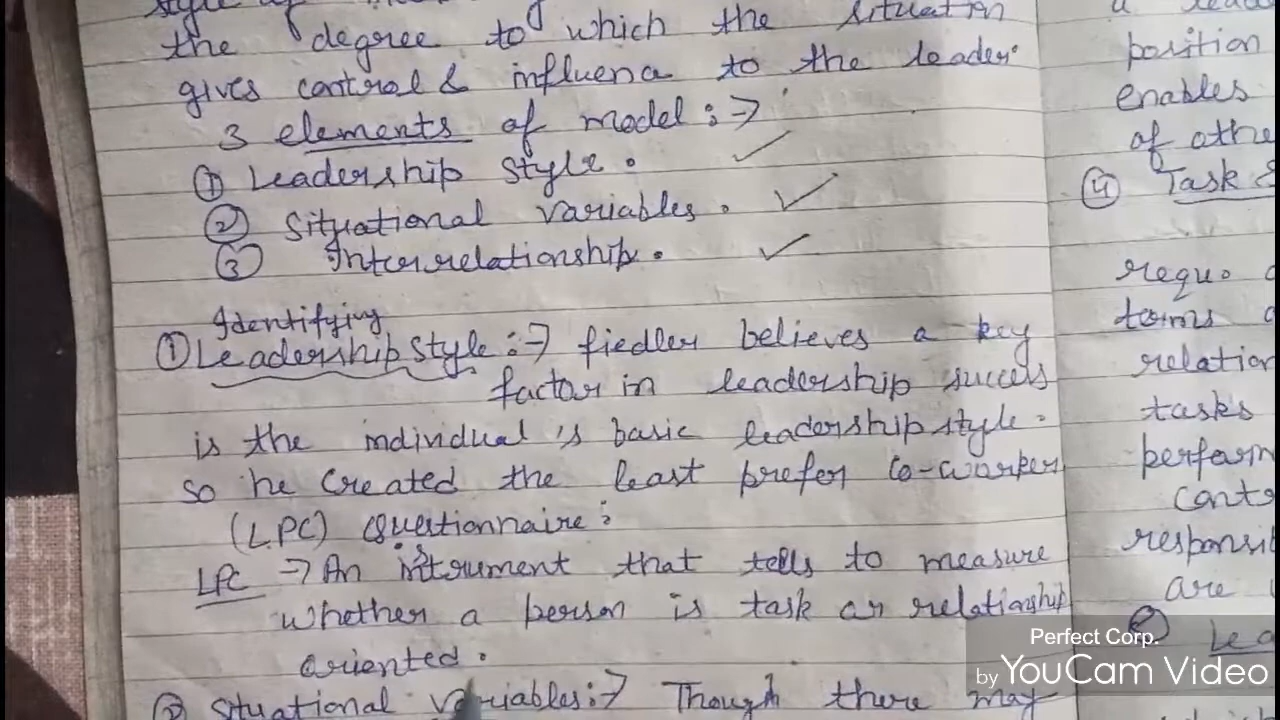 the degree to which the situation
gives control & influence to the leader.
3 elements of model :→
① Leadership style.
② Situational variables.
③ Interrelationship.
Identifying
① Leadership style :→ fiedler believes a key
factor in leadership success
is the individual's basic leadership style.
so he created the least prefer co-worker
(LPC) questionnaire:
LPC → An intrument that tells to measure
whether a person is task or relationship
oriented.
② Situational variables :→ Though there may
position
enables
of othe
④ Task &
requ.
terms
relation
tasks
perform
contr
responsib
are
Lea
Perfect Corp.
by YouCam Video